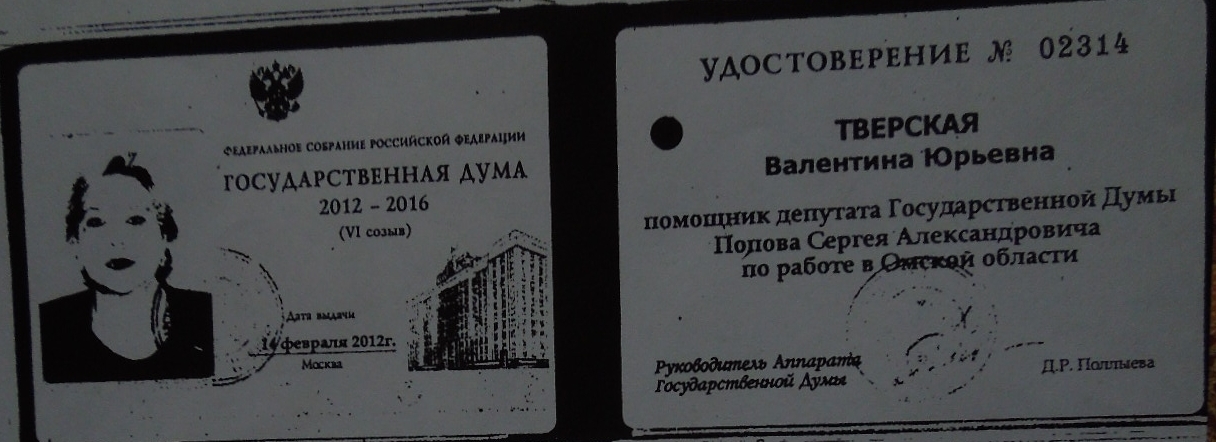 ФЕДЕРАЛЬНОЕ СОБРАНИЕ РОССИЙСКОЙ ФЕДЕРАЦИИ
ГОСУДАРСТВЕННАЯ ДУМА
2012 – 2016
(VI созыв)
Дата выдачи
14 февраля 2012г.
Москва
УДОСТОВЕРЕНИЕ № 02314
ТВЕРСКАЯ
Валентина Юрьевна
помощник депутата Государственной Думы
Попова Сергея Александровича
по работе в Омской области
Руководитель Аппарата
Государственной Думы
Д.Р. Поллыева